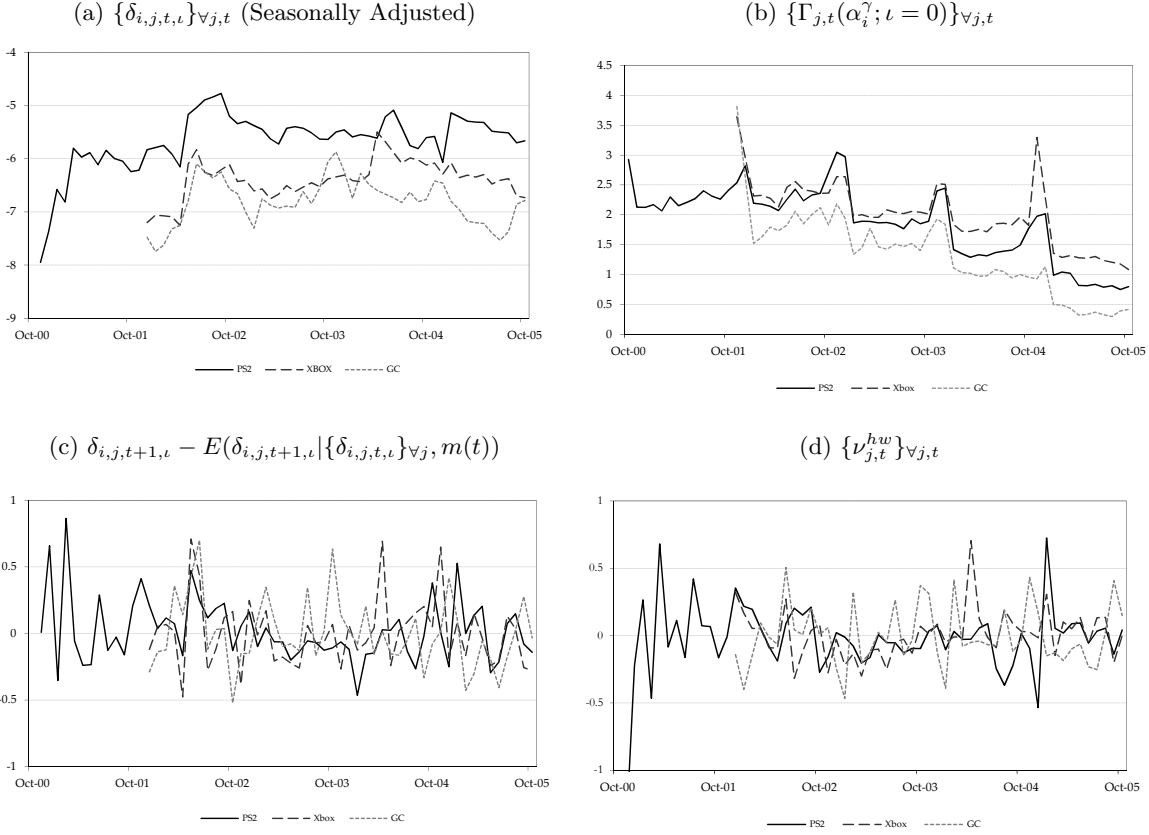 (a) {δ_{i,j,t,ι}}_{∀j,t} (Seasonally Adjusted)
-4
-5
-6
-7
-8
-9
Oct-00 Oct-01 Oct-02 Oct-03 Oct-04 Oct-05
PS2 XBOX GC
(b) {Γ_{j,t}(α_i^γ; ι = 0)}_{∀j,t}
4.5
4
3.5
3
2.5
2
1.5
1
0.5
0
Oct-00 Oct-01 Oct-02 Oct-03 Oct-04 Oct-05
PS2 Xbox GC
(c) δ_{i,j,t+1,ι} − E(δ_{i,j,t+1,ι}|{δ_{i,j,t,ι}}_{∀j}, m(t))
1
0.5
0
-0.5
-1
Oct-00 Oct-01 Oct-02 Oct-03 Oct-04 Oct-05
PS2 Xbox GC
(d) {ν_{j,t}^{hw}}_{∀j,t}
1
0.5
0
-0.5
-1
Oct-00 Oct-01 Oct-02 Oct-03 Oct-04 Oct-05
PS2 Xbox GC